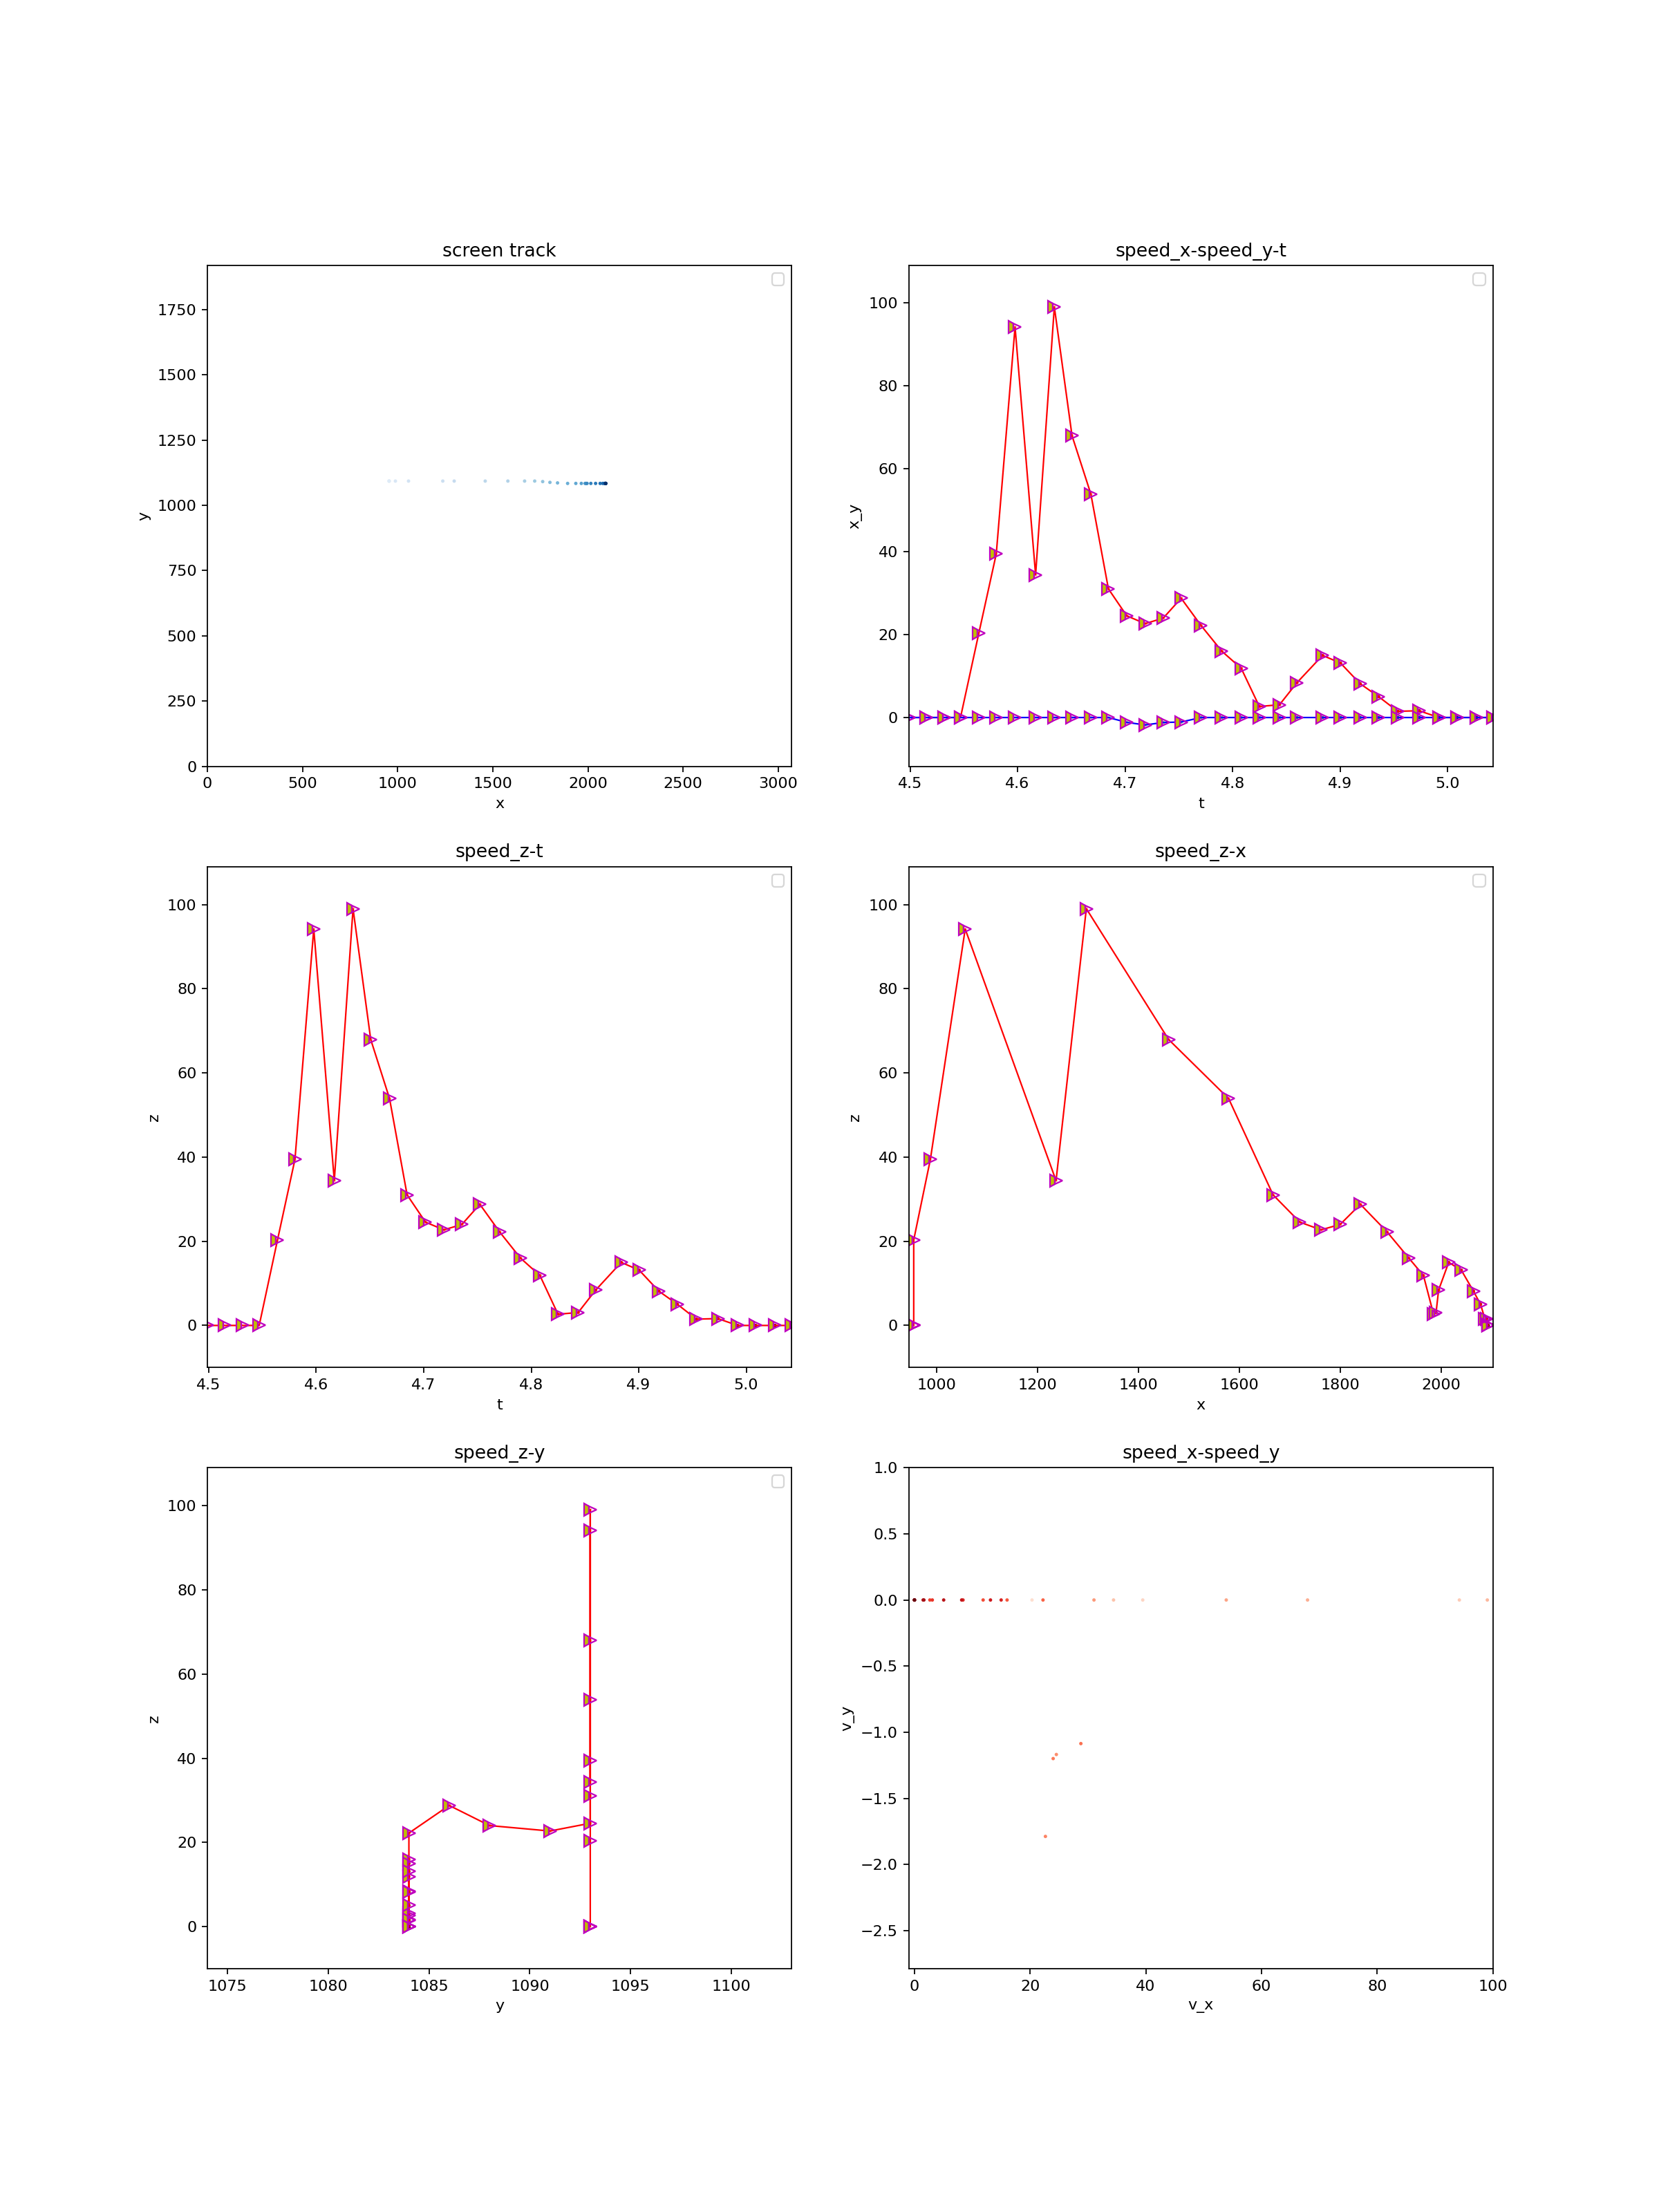 screen track
1750
1500
1250
1000
750
500
250
0
y
0 500 1000 1500 2000 2500 3000
x
speed_x-speed_y-t
100
80
60
40
20
0
x_y
4.5 4.6 4.7 4.8 4.9 5.0
t
speed_z-t
100
80
60
40
20
0
z
4.5 4.6 4.7 4.8 4.9 5.0
t
speed_z-x
100
80
60
40
20
0
z
1000 1200 1400 1600 1800 2000
x
speed_z-y
100
80
60
40
20
0
z
1075 1080 1085 1090 1095 1100
y
speed_x-speed_y
1.0
0.5
0.0
−0.5
−1.0
−1.5
−2.0
−2.5
v_y
0 20 40 60 80 100
v_x